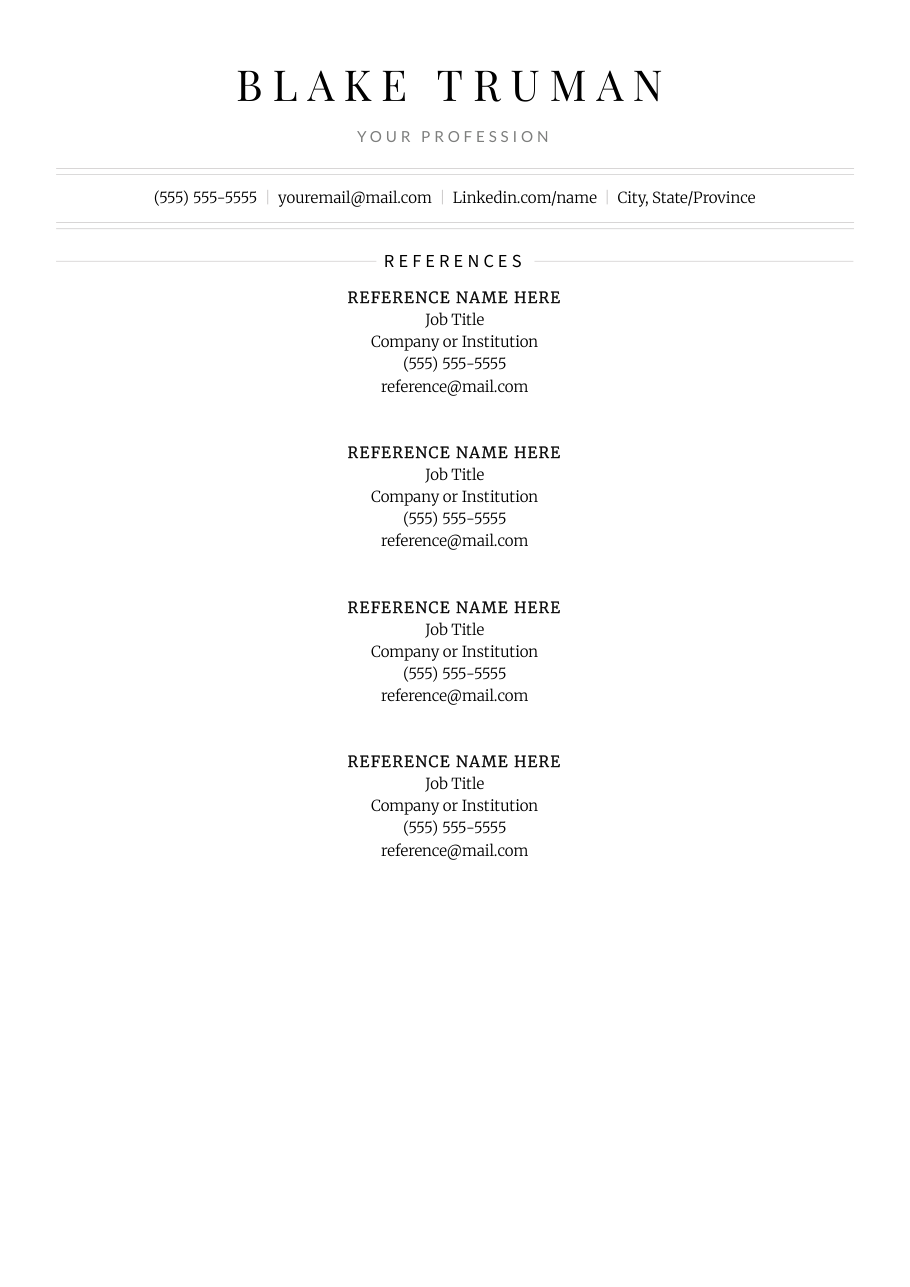 BLAKE TRUMAN
YOUR PROFESSION
(555) 555-5555 | youremail@mail.com | Linkedin.com/name | City, State/Province
REFERENCES
REFERENCE NAME HERE
Job Title
Company or Institution
(555) 555-5555
reference@mail.com
REFERENCE NAME HERE
Job Title
Company or Institution
(555) 555-5555
reference@mail.com
REFERENCE NAME HERE
Job Title
Company or Institution
(555) 555-5555
reference@mail.com
REFERENCE NAME HERE
Job Title
Company or Institution
(555) 555-5555
reference@mail.com